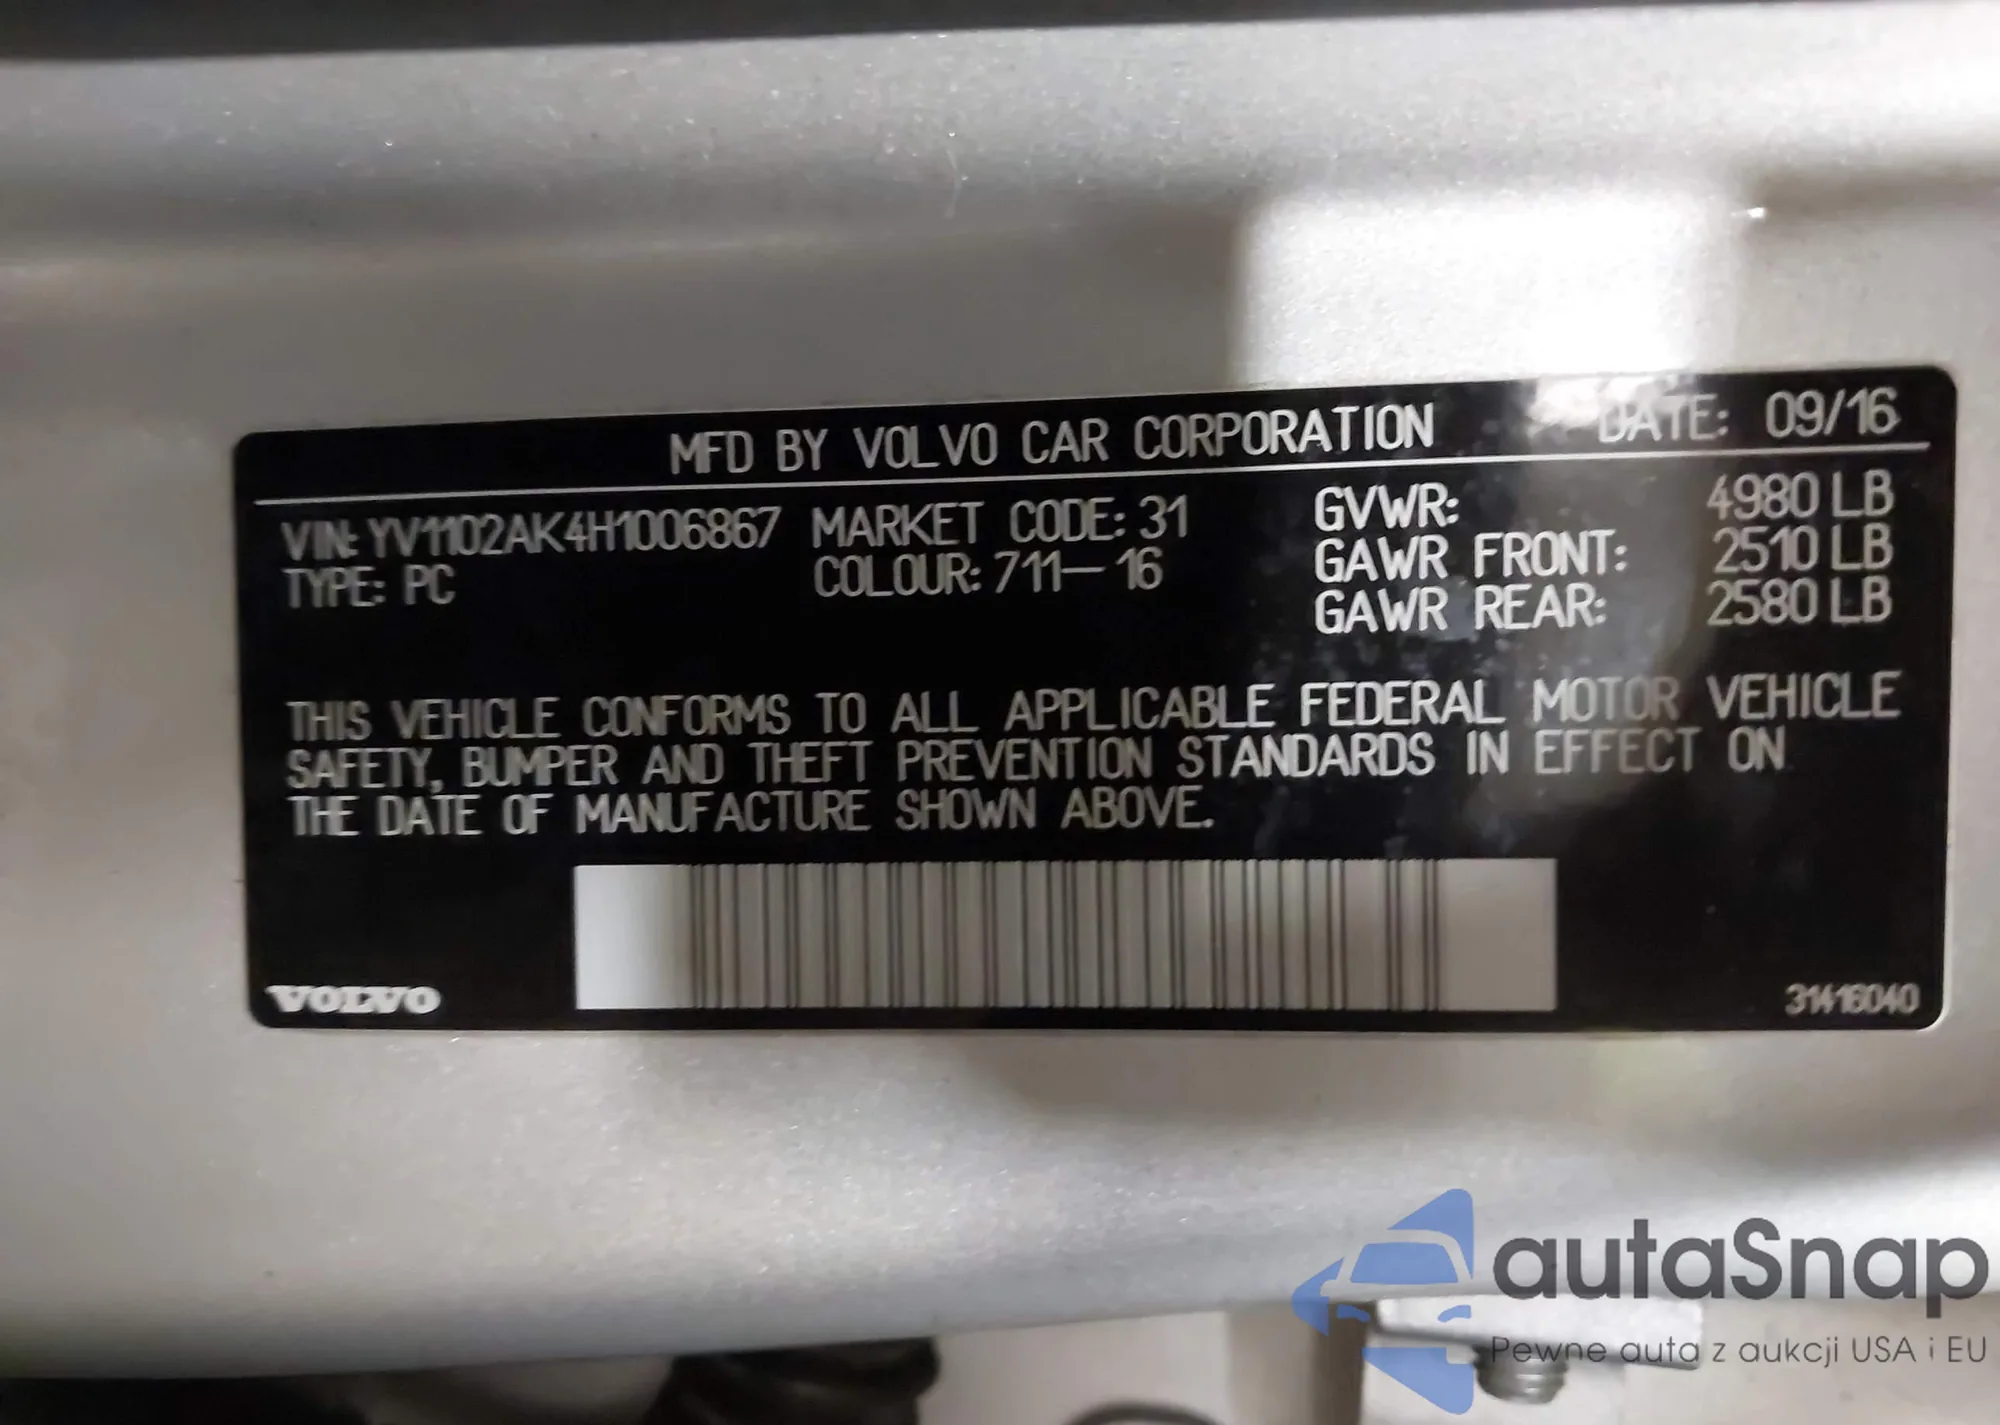 MFD BY VOLVO CAR CORPORATION DATE: 09/16
VIN: YV1102AK4H1006867 MARKET CODE: 31 GVWR: 4980 LB
TYPE: PC COLOUR: 711-16 GAWR FRONT: 2510 LB
GAWR REAR: 2580 LB
THIS VEHICLE CONFORMS TO ALL APPLICABLE FEDERAL MOTOR VEHICLE
SAFETY, BUMPER AND THEFT PREVENTION STANDARDS IN EFFECT ON
THE DATE OF MANUFACTURE SHOWN ABOVE.
VOLVO
31416040
autaSnap
Pewne auta z aukcji USA i EU